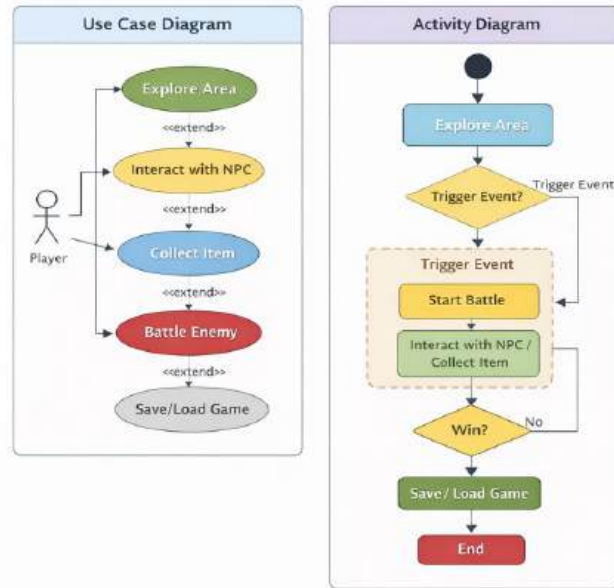 Use Case Diagram
Explore Area
<<extend>>
Interact with NPC
<<extend>>
Player
Collect Item
<<extend>>
Battle Enemy
<<extend>>
Save/Load Game
Activity Diagram
Explore Area
Trigger Event?
Trigger Event
Trigger Event
Start Battle
Interact with NPC /
Collect Item
Win?
No
Save / Load Game
End